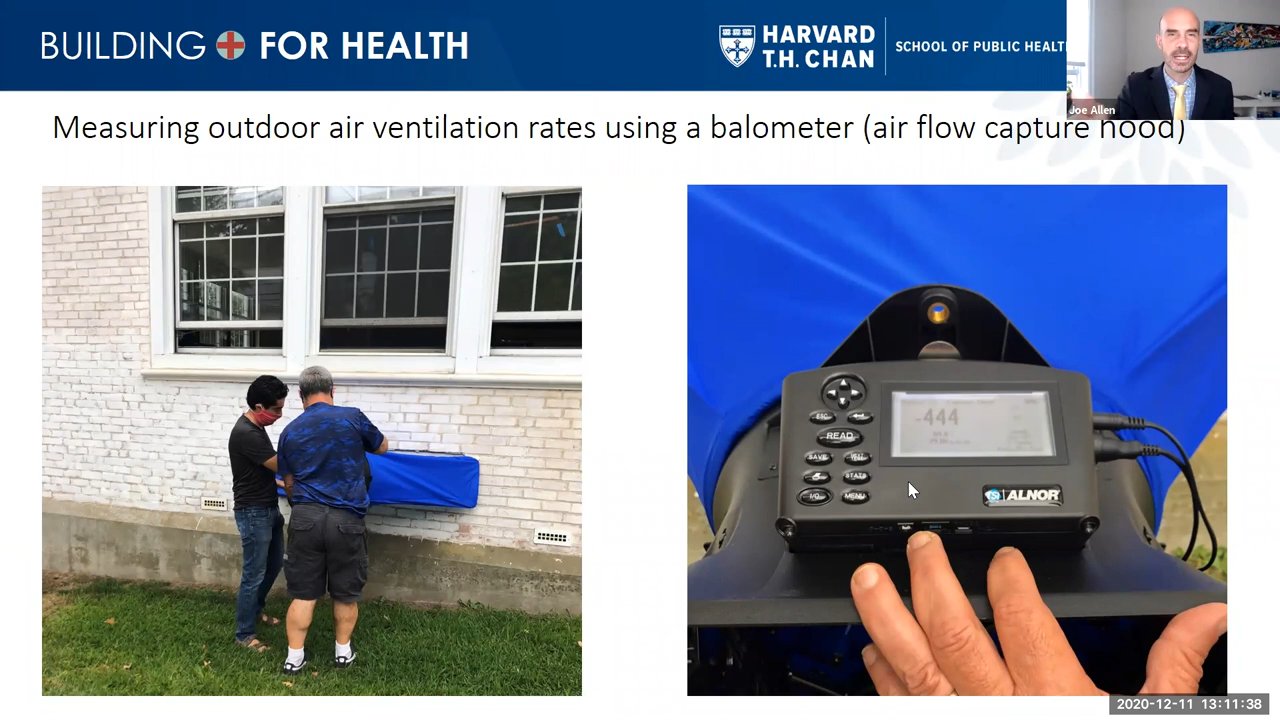 BUILDING FOR HEALTH
HARVARD
T.H. CHAN
SCHOOL OF PUBLIC HEALTH
Joe Allen
Measuring outdoor air ventilation rates using a balometer (air flow capture hood)
-444
ESC
READ
SAVE
STATS
I/O
MENU
TSI ALNOR
2020-12-11 13:11:38